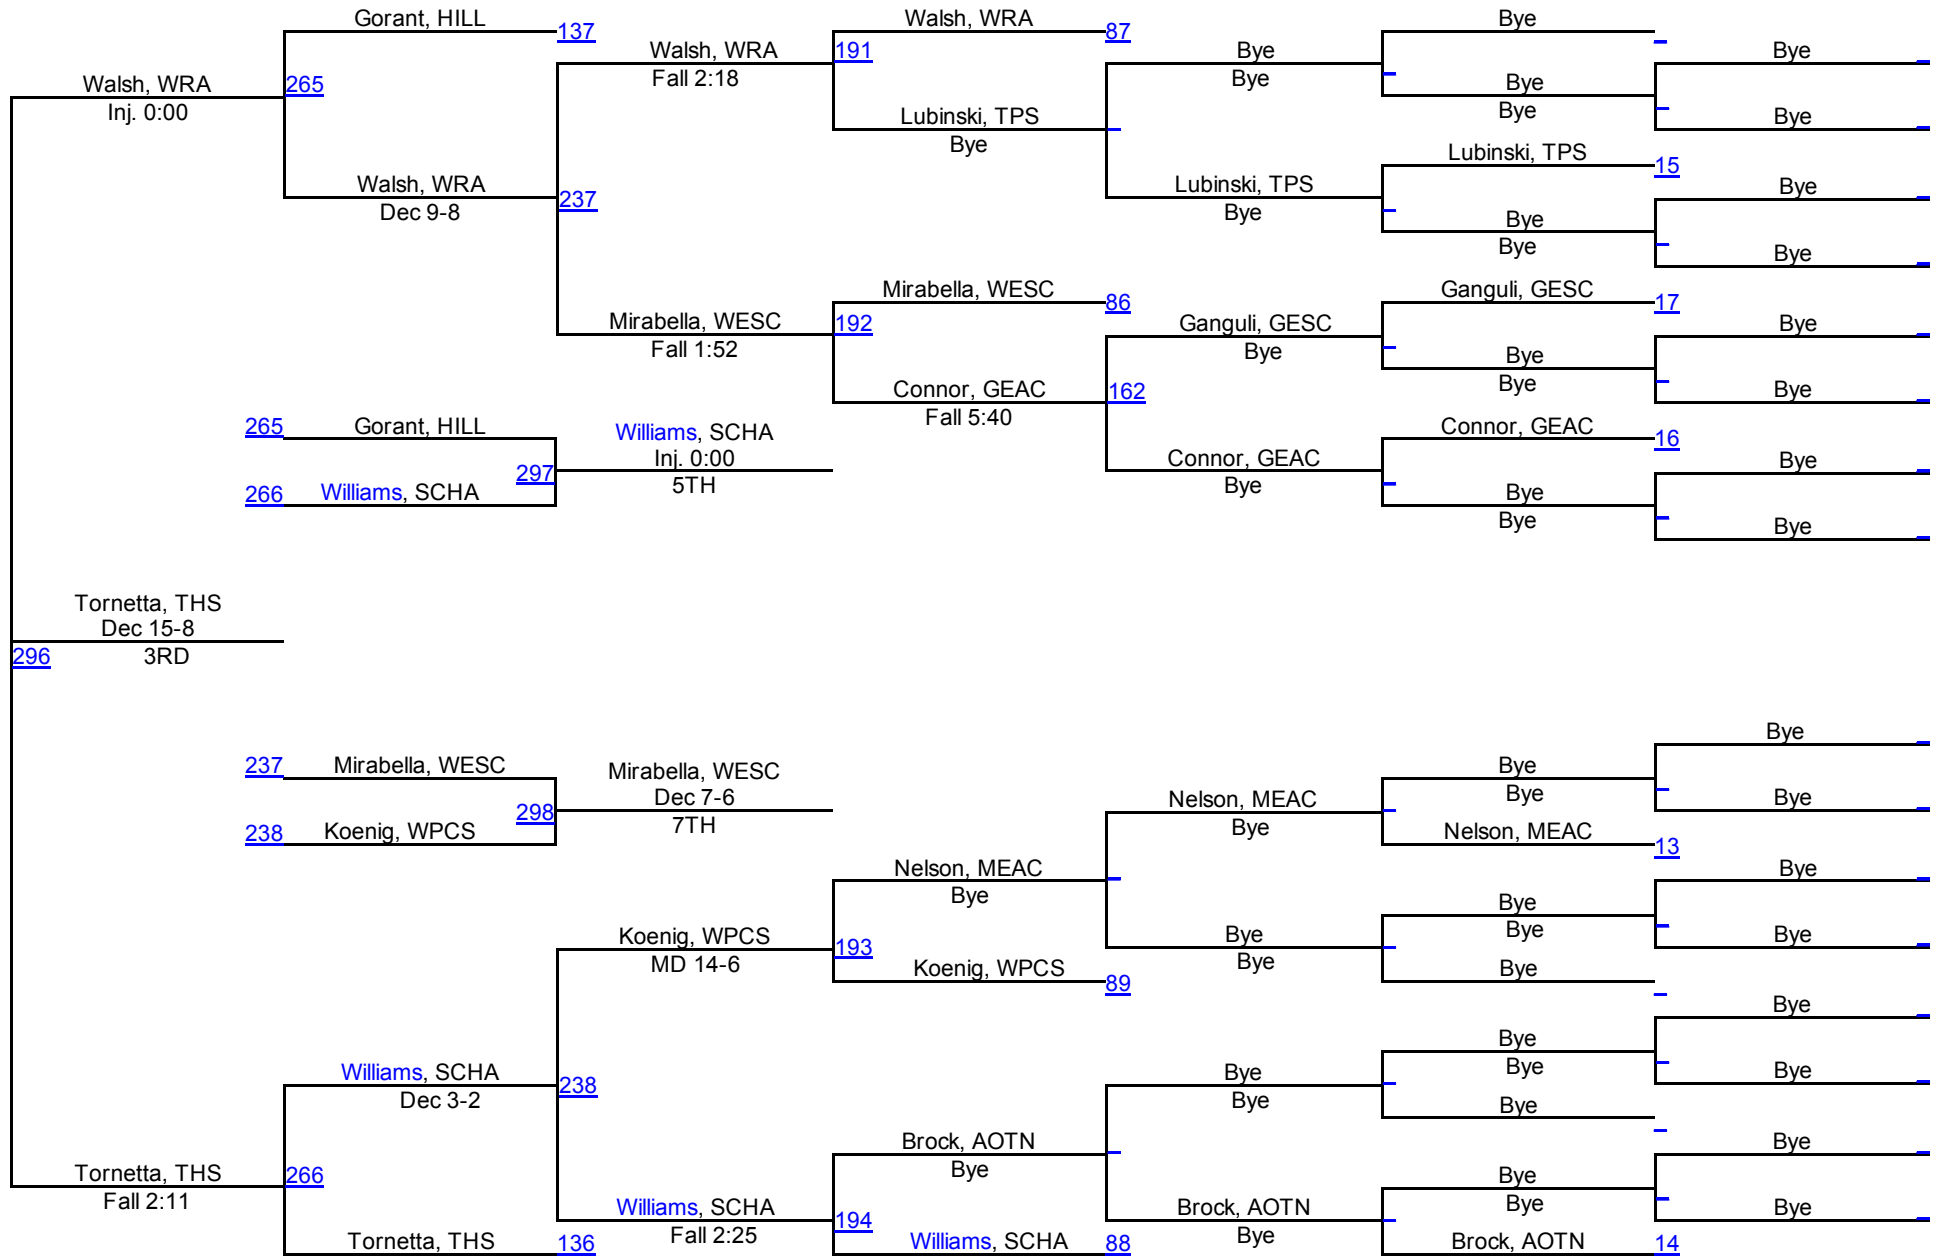 Gorant, HILL
137
Walsh, WRA
87
Bye
Walsh, WRA
Fall 2:18
191
Bye
Bye
Bye
Walsh, WRA
Inj. 0:00
265
Bye
Bye
Lubinski, TPS
Bye
Bye
Lubinski, TPS
15
Walsh, WRA
Dec 9-8
237
Lubinski, TPS
Bye
Bye
Bye
Bye
Bye
Mirabella, WESC
86
Ganguli, GESC
17
Mirabella, WESC
Fall 1:52
192
Ganguli, GESC
Bye
Bye
Bye
Bye
Connor, GEAC
Fall 5:40
162
Bye
265
Gorant, HILL
Williams, SCHA
Inj. 0:00
5TH
Connor, GEAC
16
297
Connor, GEAC
Bye
Bye
266
Williams, SCHA
Bye
Bye
Bye
Tornetta, THS
Dec 15-8
3RD
296
Bye
237
Mirabella, WESC
Mirabella, WESC
Dec 7-6
7TH
Bye
Bye
298
Nelson, MEAC
Bye
Bye
238
Koenig, WPCS
Nelson, MEAC
13
Nelson, MEAC
Bye
Bye
Bye
Bye
Koenig, WPCS
MD 14-6
193
Bye
Bye
Bye
Koenig, WPCS
89
Bye
Bye
Bye
Bye
Williams, SCHA
Dec 3-2
238
Bye
Bye
Bye
Bye
Brock, AOTN
Bye
Bye
Tornetta, THS
Fall 2:11
266
Bye
Bye
Williams, SCHA
Fall 2:25
194
Brock, AOTN
Bye
Bye
Tornetta, THS
136
Williams, SCHA
88
Brock, AOTN
14